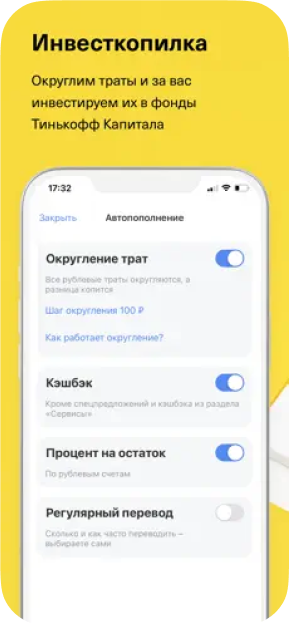 Инвесткопилка
Округлим траты и за вас
инвестируем их в фонды
Тинькофф Капитала
17:32
Закрыть
Автопополнение
Округление трат
Все рублевые траты округляются, а
разница копится
Шаг округления 100 ₽
Как работает округление?
Кэшбэк
Кроме спецпредложений и кэшбэка из раздела
«Сервисы»
Процент на остаток
По рублевым счетам
Регулярный перевод
Сколько и как часто переводить –
выбираете сами